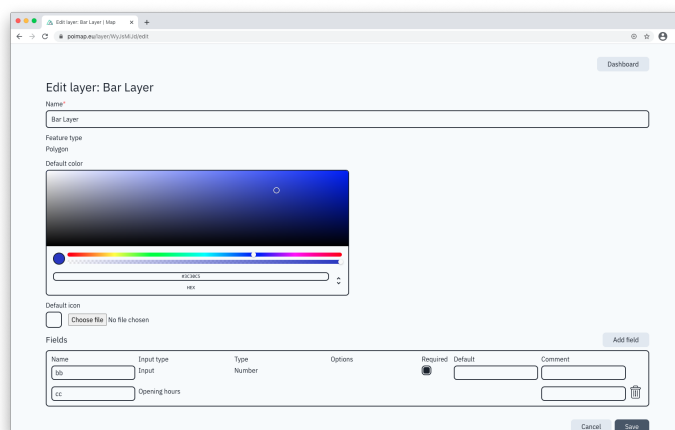 Edit layer: Bar Layer | Map
poimap.eu/layer/WyJsMiJd/edit
Dashboard
Edit layer: Bar Layer
Name*
Bar Layer
Feature type
Polygon
Default color
#3C30C5
HEX
Default icon
Choose file No file chosen
Fields
Add field
Name Input type Type Options Required Default Comment
bb Input Number
cc Opening hours
Cancel Save